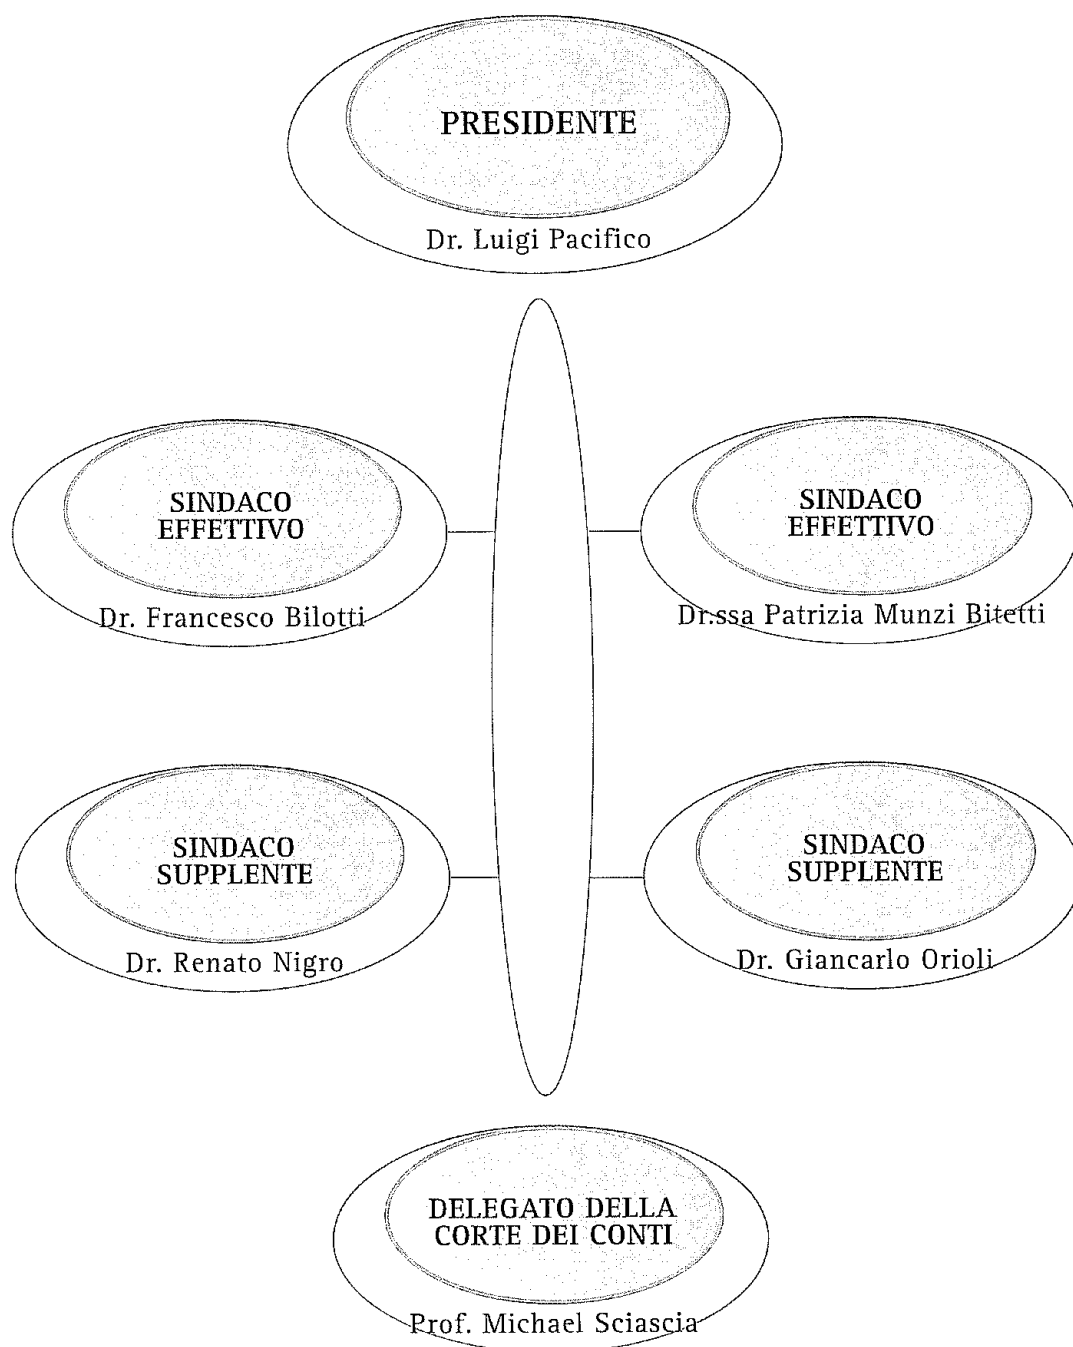 PRESIDENTE
Dr. Luigi Pacifico
SINDACO
EFFETTIVO
Dr. Francesco Bilotti
SINDACO
EFFETTIVO
Dr.ssa Patrizia Munzi Bitetti
SINDACO
SUPPLENTE
Dr. Renato Nigro
SINDACO
SUPPLENTE
Dr. Giancarlo Orioli
DELEGATO DELLA
CORTE DEI CONTI
Prof. Michael Sciascia